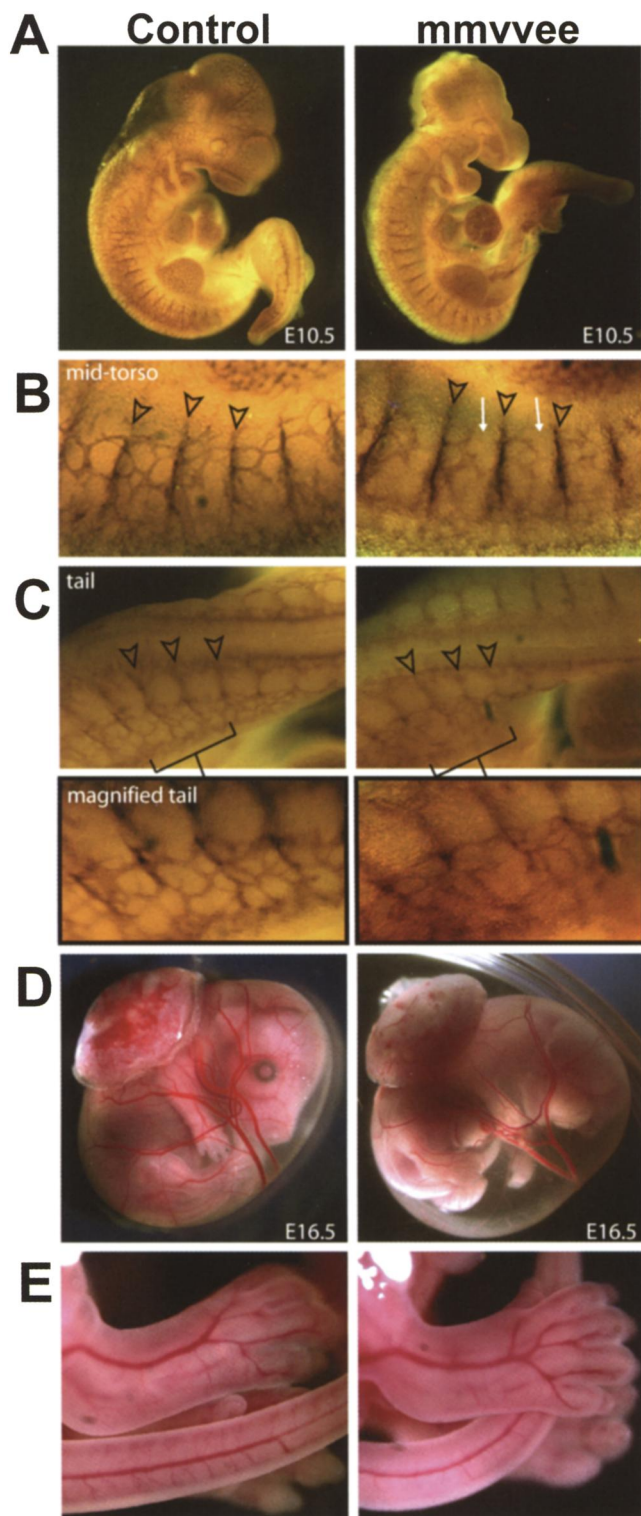 A Control mmvvee
E10.5 E10.5
B mid-torso
C tail
magnified tail
D
E16.5 E16.5
E